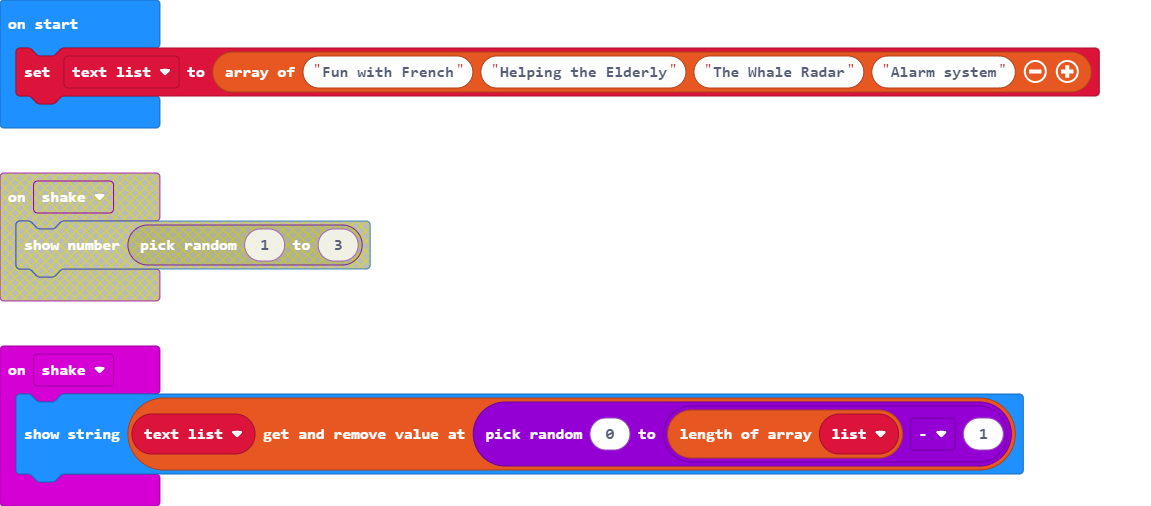 on start
set text list to array of "Fun with French" "Helping the Elderly" "The Whale Radar" "Alarm system"
on shake
show number pick random 1 to 3
on shake
show string text list get and remove value at pick random 0 to length of array list - 1